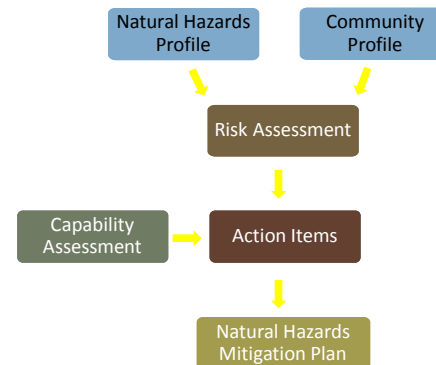 Natural Hazards
Profile
Community
Profile
Risk Assessment
Capability
Assessment
Action Items
Natural Hazards
Mitigation Plan